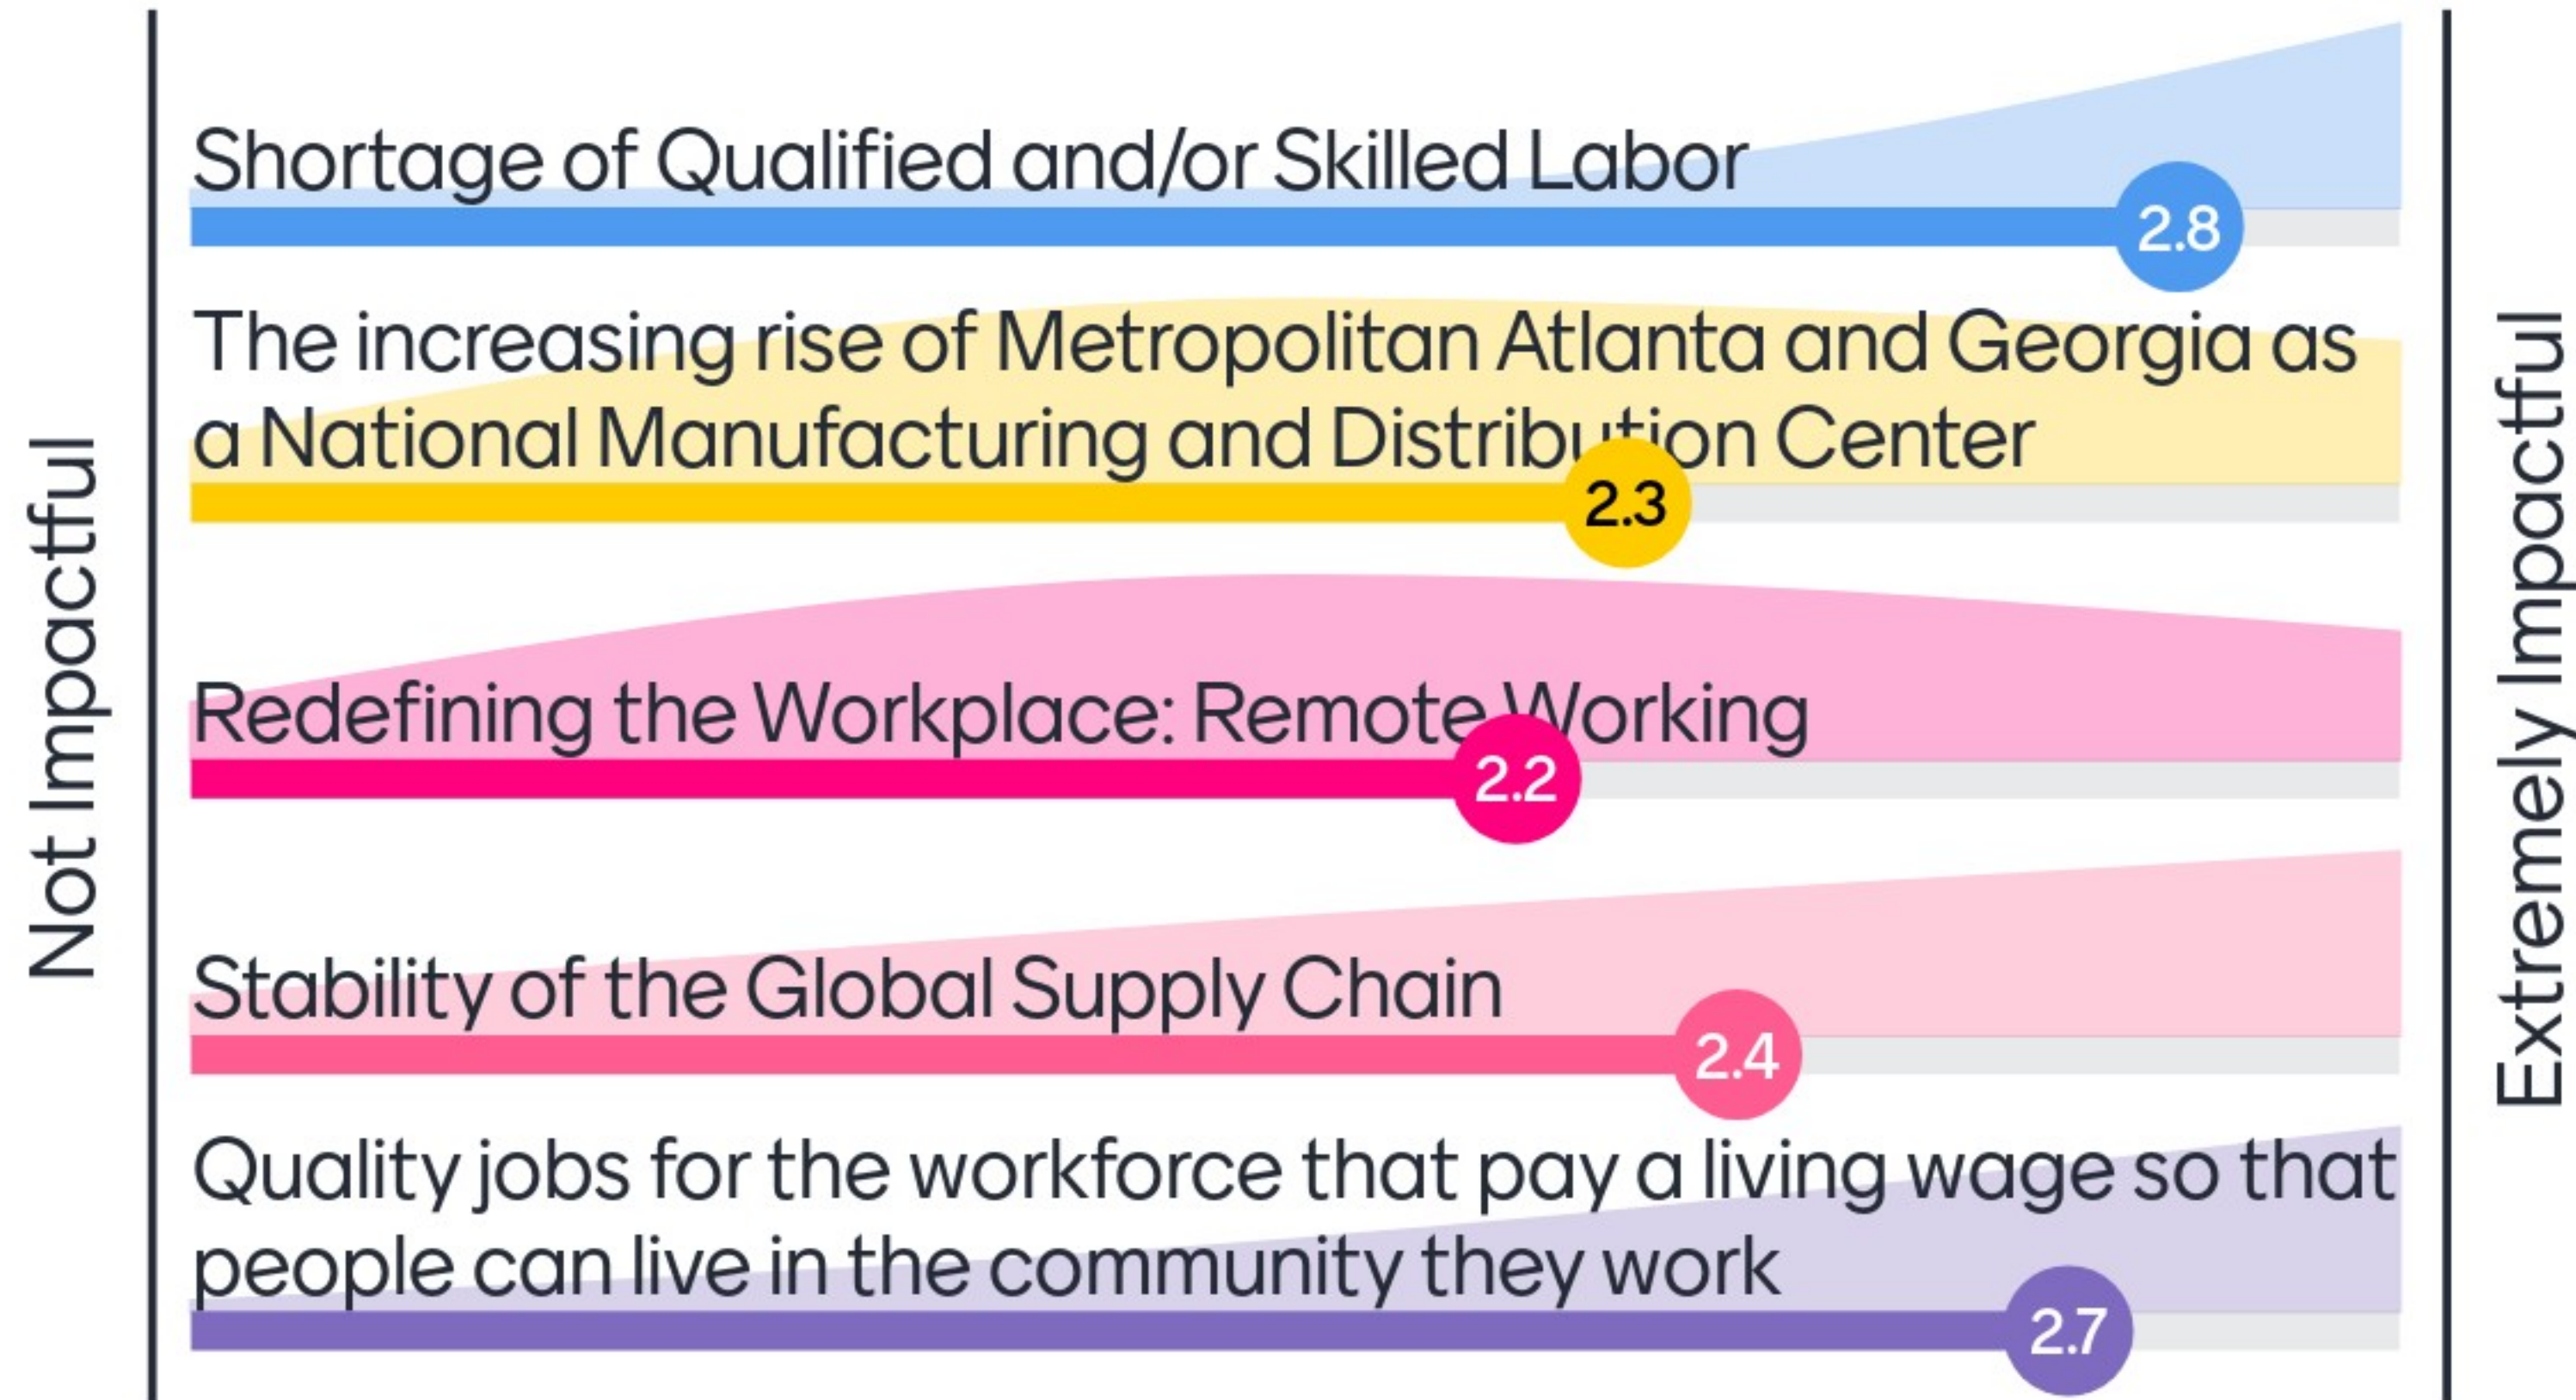 Not Impactful
Shortage of Qualified and/or Skilled Labor
2.8
The increasing rise of Metropolitan Atlanta and Georgia as
a National Manufacturing and Distribution Center
2.3
Redefining the Workplace: Remote Working
2.2
Stability of the Global Supply Chain
2.4
Quality jobs for the workforce that pay a living wage so that
people can live in the community they work
2.7
Extremely Impactful